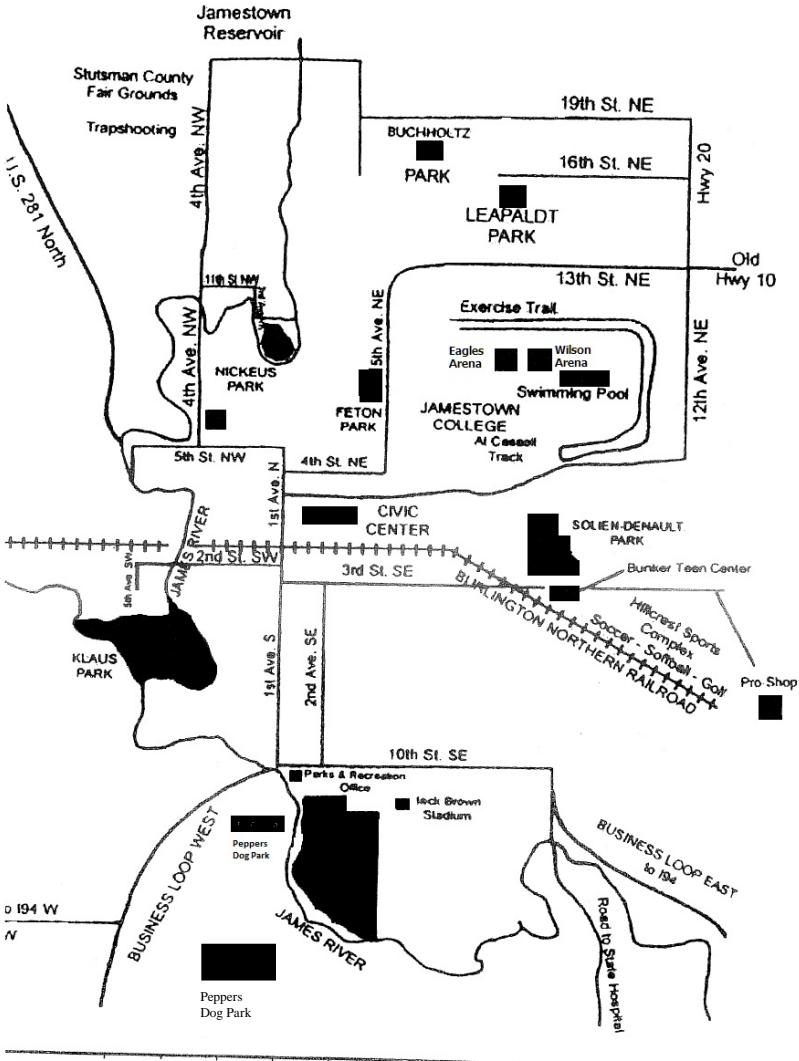 Jamestown
Reservoir
Stutsman County
Fair Grounds
Trapshooting
4th Ave. NW
U.S. 281 North
19th St. NE
BUCHHOLTZ
PARK
16th St. NE
LEAPALDT
PARK
Hwy 20
Old
Hwy 10
13th St. NE
11th St NW
4th Ave. NW
NICKEUS
PARK
5th Ave. NE
FETON
PARK
Exercise Trail
Eagles
Arena
Wilson
Arena
Swimming Pool
JAMESTOWN
COLLEGE
Al Cassell
Track
12th Ave. NE
5th St. NW
4th St. NE
1st Ave. N
CIVIC
CENTER
SOLIEN-DENAULT
PARK
JAMES RIVER
2nd St. SW
5th Ave. SW
3rd St. SE
Bunker Teen Center
BURLINGTON NORTHERN RAILROAD
Hillcrest Sports
Complex
Soccer - Softball - Golf
Pro Shop
KLAUS
PARK
1st Ave. S
2nd Ave. SE
10th St. SE
Parks & Recreation
Office
Jack Brown
Stadium
Peppers
Dog Park
BUSINESS LOOP WEST
BUSINESS LOOP EAST
to I94
o I94 W
W
JAMES RIVER
Road to State Hospital
Peppers
Dog Park